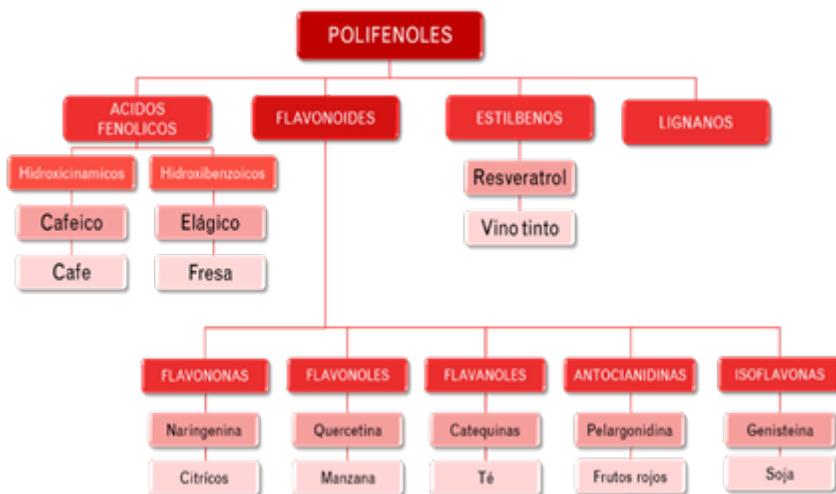 POLIFENOLES
ACIDOS
FENOLICOS
FLAVONOIDES
ESTILBENOS
LIGNANOS
Hidroxicinamicos
Hidroxibenzoicos
Resveratrol
Cafeico
Elágico
Vino tinto
Cafe
Fresa
FLAVONONAS
FLAVONOLES
FLAVANOLES
ANTOCIANIDINAS
ISOFLAVONAS
Naringenina
Quercetina
Catequinas
Pelargonidina
Genisteina
Citrícos
Manzana
Té
Frutos rojos
Soja